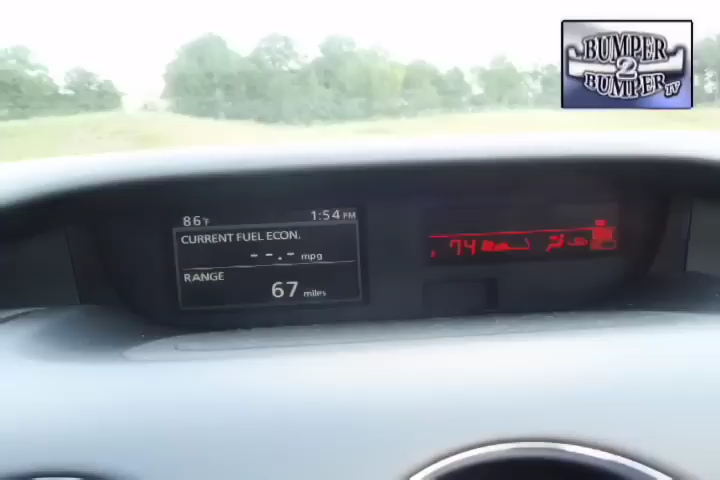 BUMPER
2
BUMPER TV
86°F 1:54 PM
CURRENT FUEL ECON.
--.- mpg
RANGE
67 miles
74